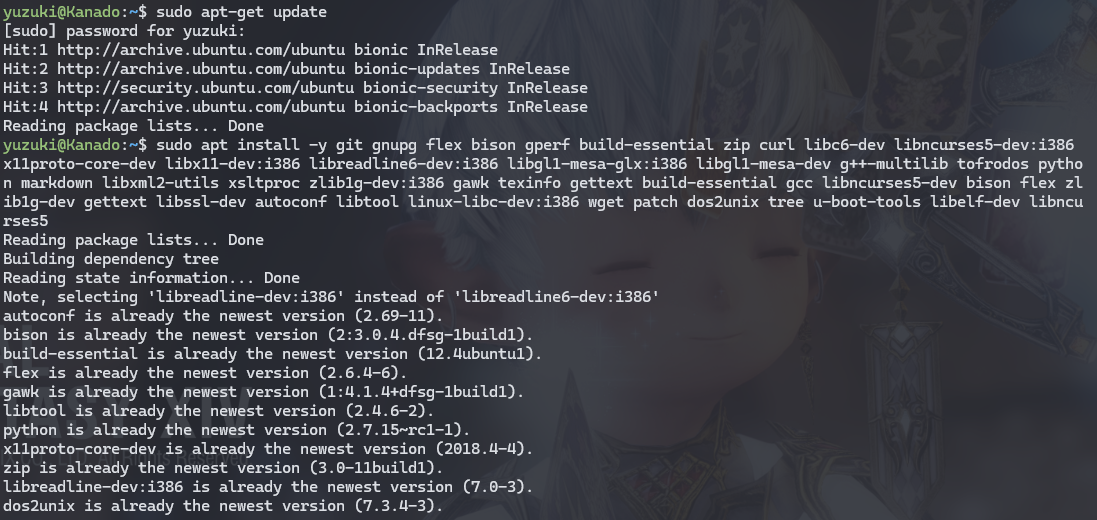 yuzuki@Kanado:~$ sudo apt-get update
[sudo] password for yuzuki:
Hit:1 http://archive.ubuntu.com/ubuntu bionic InRelease
Hit:2 http://archive.ubuntu.com/ubuntu bionic-updates InRelease
Hit:3 http://security.ubuntu.com/ubuntu bionic-security InRelease
Hit:4 http://archive.ubuntu.com/ubuntu bionic-backports InRelease
Reading package lists... Done
yuzuki@Kanado:~$ sudo apt install -y git gnupg flex bison gperf build-essential zip curl libc6-dev libncurses5-dev:i386
x11proto-core-dev libx11-dev:i386 libreadline6-dev:i386 libgl1-mesa-glx:i386 libgl1-mesa-dev g++-multilib tofrodos pytho
n markdown libxml2-utils xsltproc zlib1g-dev:i386 gawk texinfo gettext build-essential gcc libncurses5-dev bison flex zl
ib1g-dev gettext libssl-dev autoconf libtool linux-libc-dev:i386 wget patch dos2unix tree u-boot-tools libelf-dev libncu
rses5
Reading package lists... Done
Building dependency tree
Reading state information... Done
Note, selecting 'libreadline-dev:i386' instead of 'libreadline6-dev:i386'
autoconf is already the newest version (2.69-11).
bison is already the newest version (2:3.0.4.dfsg-1build1).
build-essential is already the newest version (12.4ubuntu1).
flex is already the newest version (2.6.4-6).
gawk is already the newest version (1:4.1.4+dfsg-1build1).
libtool is already the newest version (2.4.6-2).
python is already the newest version (2.7.15~rc1-1).
x11proto-core-dev is already the newest version (2018.4-4).
zip is already the newest version (3.0-11build1).
libreadline-dev:i386 is already the newest version (7.0-3).
dos2unix is already the newest version (7.3.4-3).